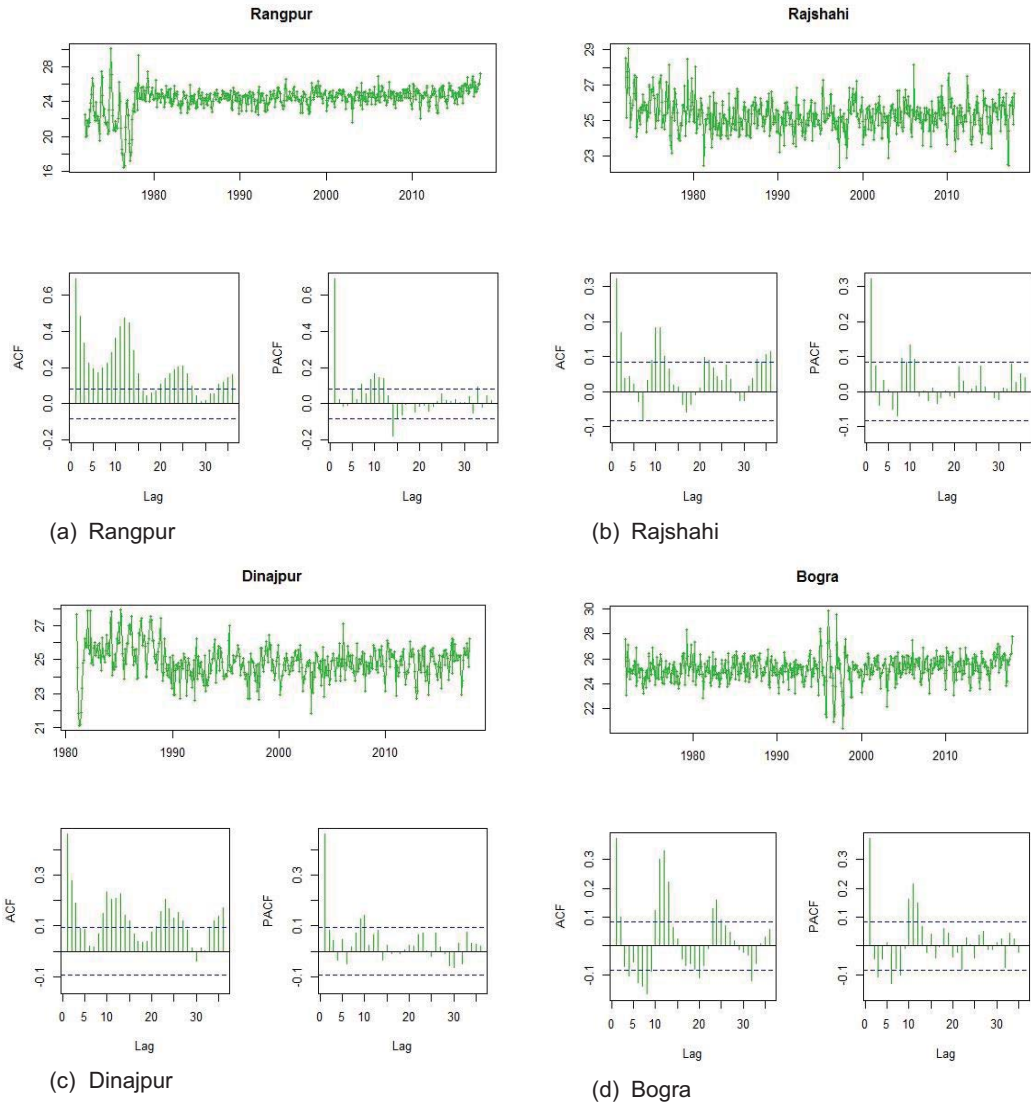 Rangpur
28
24
20
16
1980 1990 2000 2010
ACF
0.6
0.4
0.2
0.0
-0.2
0 5 10 20 30
Lag
PACF
0.6
0.4
0.2
0.0
-0.2
0 5 10 20 30
Lag
(a) Rangpur
Rajshahi
29
27
25
23
1980 1990 2000 2010
ACF
0.3
0.2
0.1
0.0
-0.1
0 5 10 20 30
Lag
PACF
0.3
0.2
0.1
0.0
-0.1
0 5 10 20 30
Lag
(b) Rajshahi
Dinajpur
27
25
23
21
1980 1990 2000 2010
ACF
0.3
0.1
-0.1
0 5 10 20 30
Lag
PACF
0.3
0.1
-0.1
0 5 10 20 30
Lag
(c) Dinajpur
Bogra
30
28
26
24
22
1980 1990 2000 2010
ACF
0.3
0.1
-0.1
0 5 10 20 30
Lag
PACF
0.3
0.1
-0.1
0 5 10 20 30
Lag
(d) Bogra